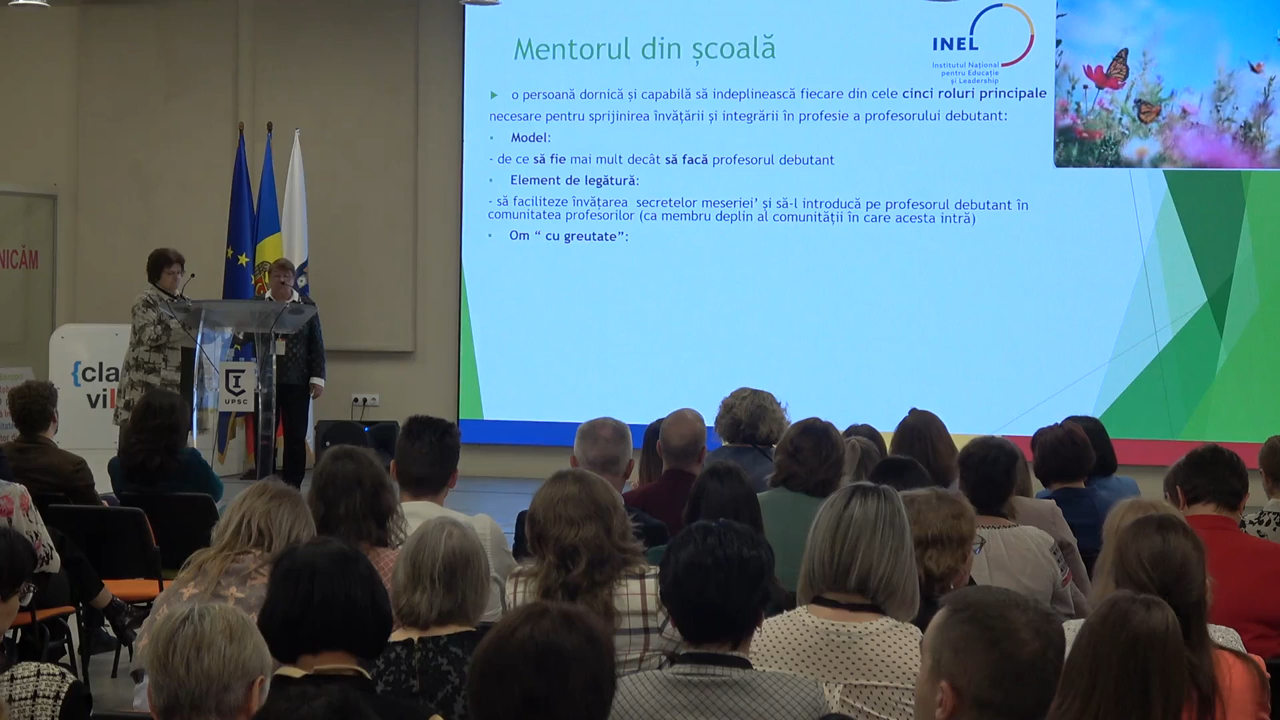 Mentorul din școală
INEL
Institutul Național
pentru Educație
și Leadership
o persoană dornică și capabilă să indeplinească fiecare din cele cinci roluri principale
necesare pentru sprijinirea învățării și integrării în profesie a profesorului debutant:
• Model:
- de ce să fie mai mult decât să facă profesorul debutant
• Element de legătură:
- să faciliteze învățarea secretelor meseriei’ și să-l introducă pe profesorul debutant în
comunitatea profesorilor (ca membru deplin al comunității în care acesta intră)
• Om “ cu greutate”:
NICĂM
{cla
vil
UPSC